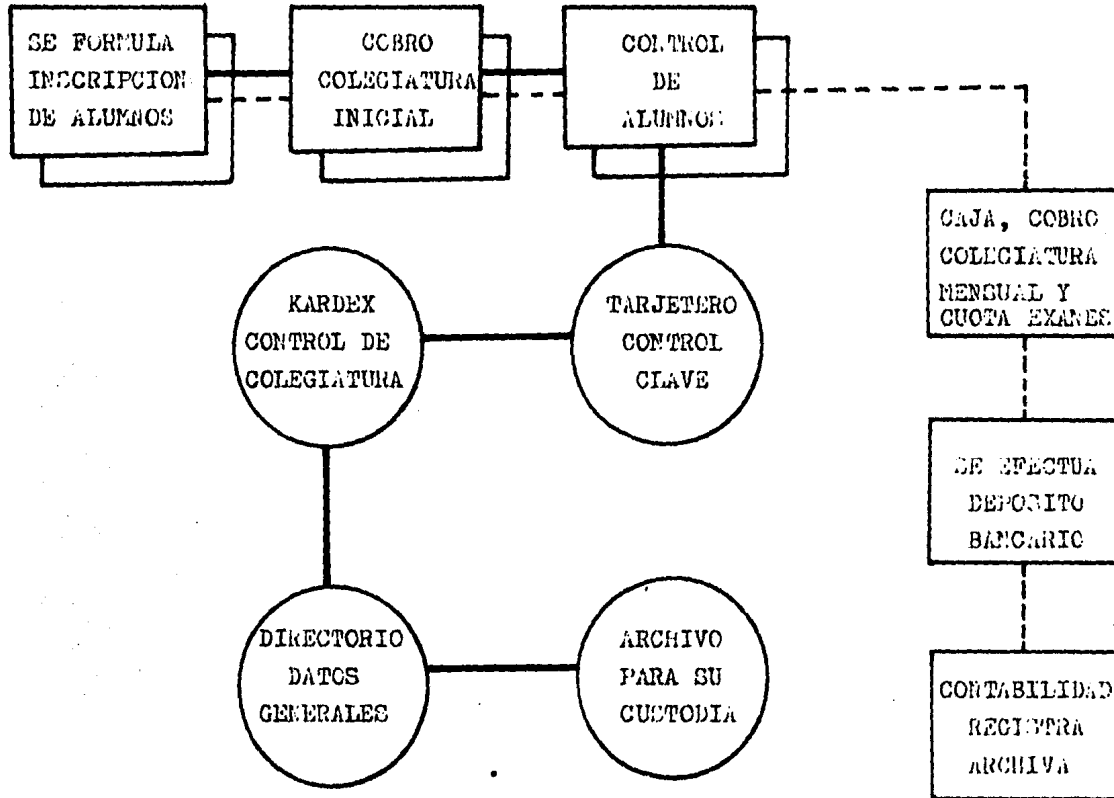 SE FORMULA
INSCRIPCION
DE ALUMNOS
COBRO
COLEGIATURA
INICIAL
CONTROL
DE
ALUMNOS
CAJA, COBRO
COLEGIATURA
MENSUAL Y
CUOTA EXANES
KARDEX
CONTROL DE
COLEGIATURA
TARJETERO
CONTROL
CLAVE
SE EFECTUA
DEPOSITO
BANCARIO
DIRECTORIO
DATOS
GENERALES
ARCHIVO
PARA SU
CUSTODIA
CONTABILIDAD
REGISTRA
ARCHIVA